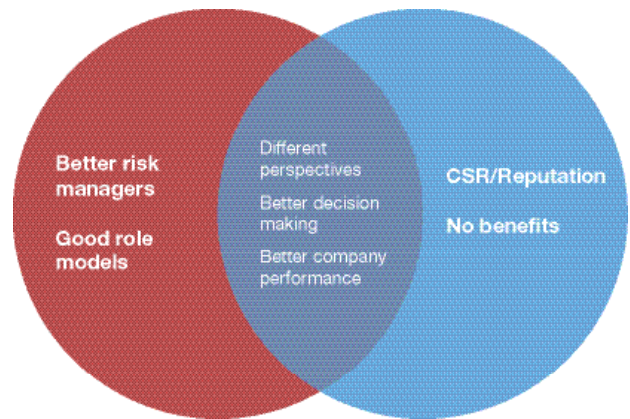 Better risk
managers
Good role
models
Different
perspectives
Better decision
making
Better company
performance
CSR/Reputation
No benefits